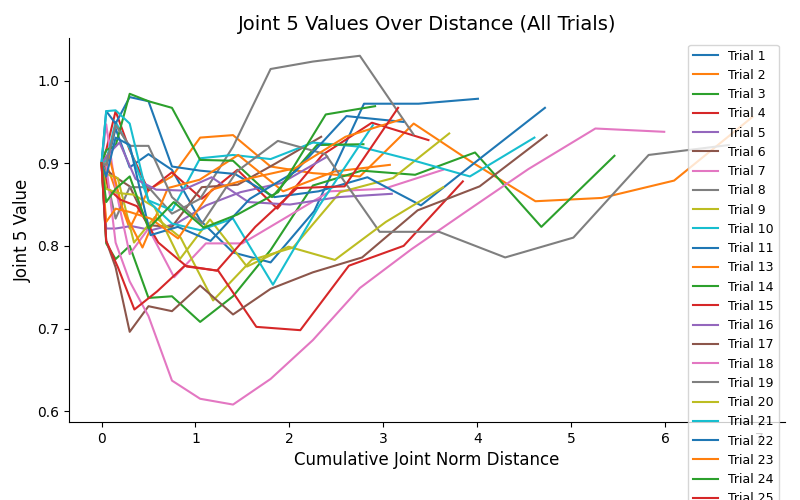 Joint 5 Values Over Distance (All Trials)
Joint 5 Value
1.0
0.9
0.8
0.7
0.6
0
1
2
3
4
5
6
Cumulative Joint Norm Distance
Trial 1
Trial 2
Trial 3
Trial 4
Trial 5
Trial 6
Trial 7
Trial 8
Trial 9
Trial 10
Trial 11
Trial 13
Trial 14
Trial 15
Trial 16
Trial 17
Trial 18
Trial 19
Trial 20
Trial 21
Trial 22
Trial 23
Trial 24
Trial 25